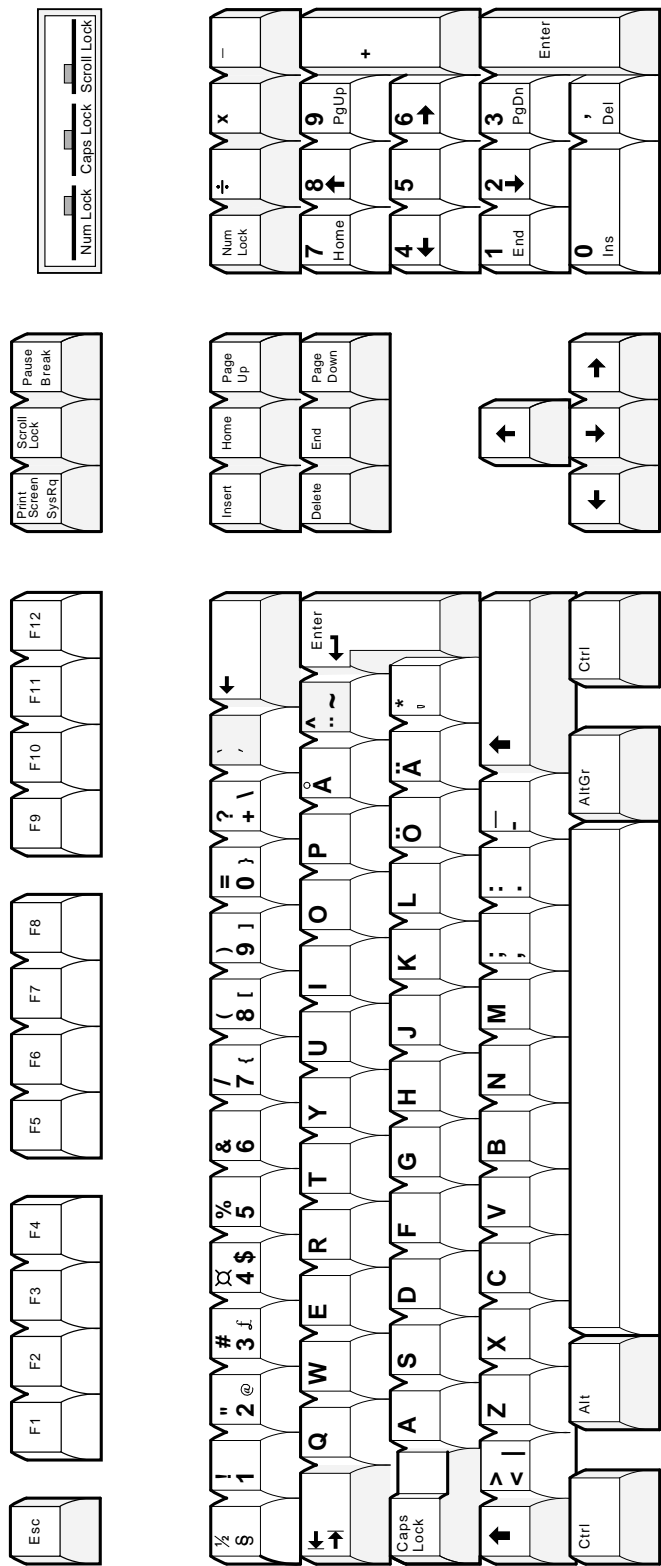 Esc F1 F2 F3 F4 F5 F6 F7 F8 F9 F10 F11 F12
Print Screen SysRq
Scroll Lock
Pause Break
Num Lock Caps Lock Scroll Lock
½ §
! 1
" 2 @
# 3 £
¤ 4 $
% 5
& 6
/ 7 {
( 8 [
) 9 ]
= 0 }
? + \
` ´
←
Insert Home Page Up
Num Lock ÷ x −
Q W E R T Y U I O P Å
^ ¨ ~
Enter ↵
Delete End Page Down
7 Home
8 ↑
9 PgUp
+
Caps Lock
A S D F G H J K L Ö Ä
* '
4 ←
5
6 →
↑
> < |
Z X C V B N M
; ,
: .
_ -
↑
↑
1 End
2 ↓
3 PgDn
Enter
Ctrl Alt AltGr Ctrl
← ↓ →
0 Ins
, Del